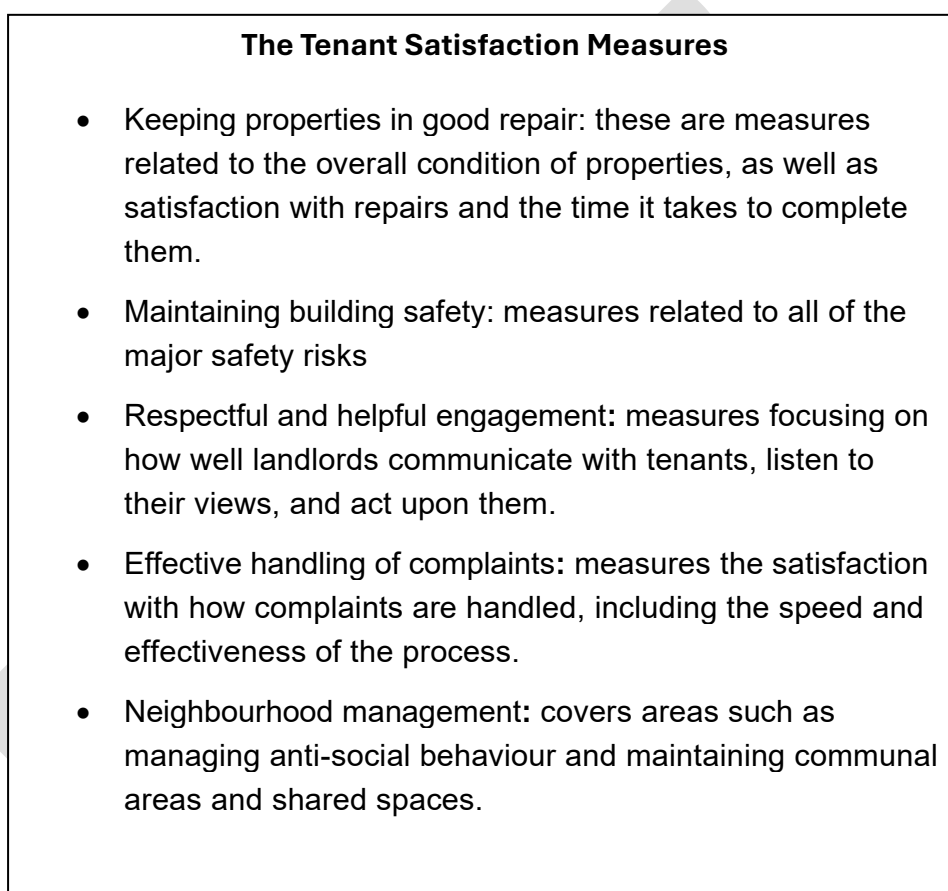 The Tenant Satisfaction Measures
• Keeping properties in good repair: these are measures
related to the overall condition of properties, as well as
satisfaction with repairs and the time it takes to complete
them.
• Maintaining building safety: measures related to all of the
major safety risks
• Respectful and helpful engagement: measures focusing on
how well landlords communicate with tenants, listen to
their views, and act upon them.
• Effective handling of complaints: measures the satisfaction
with how complaints are handled, including the speed and
effectiveness of the process.
• Neighbourhood management: covers areas such as
managing anti-social behaviour and maintaining communal
areas and shared spaces.